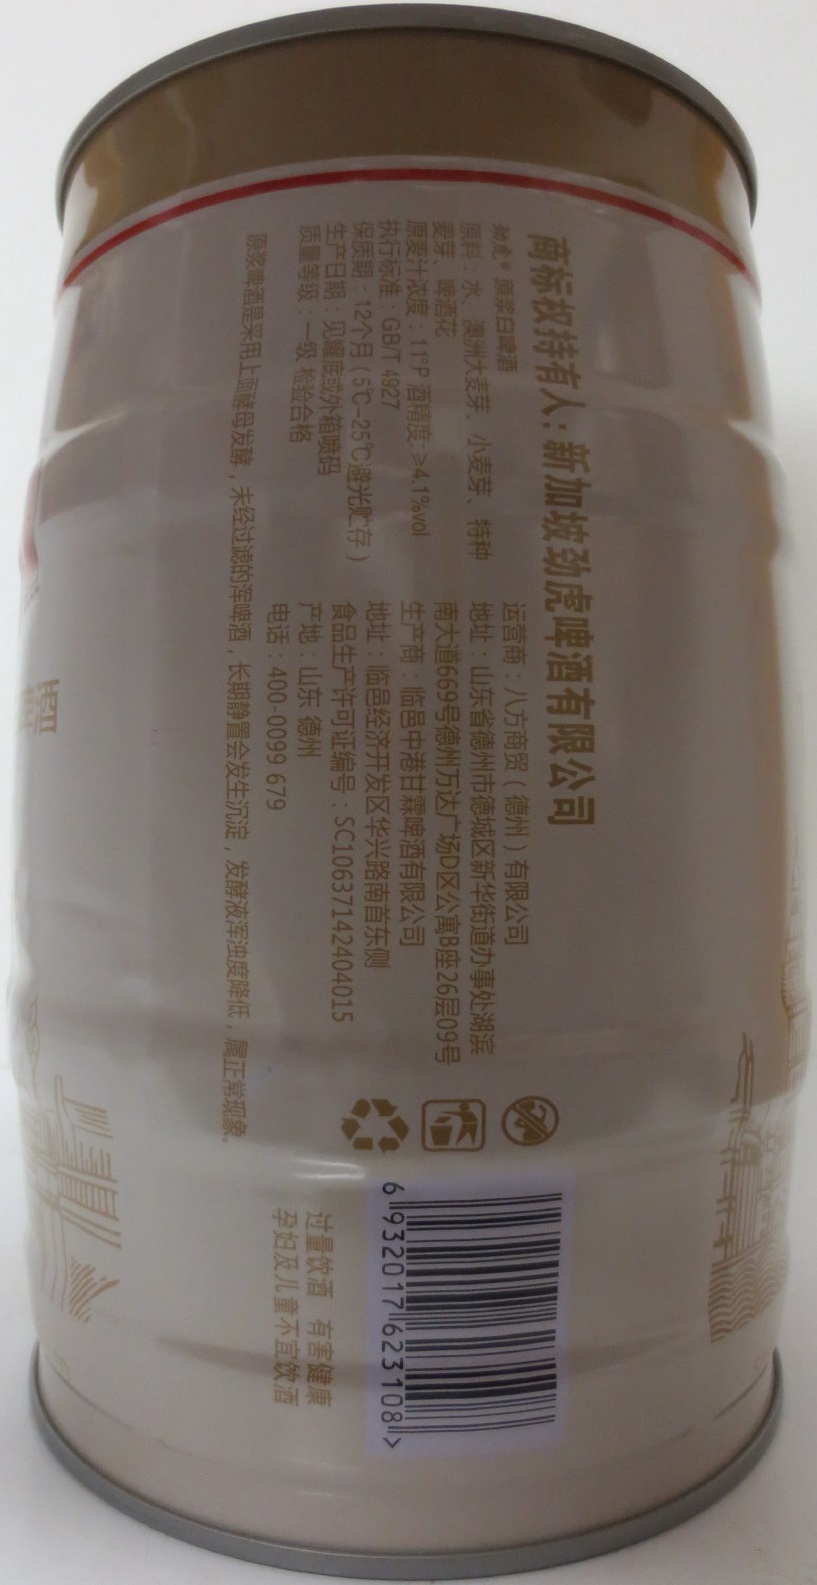 商标权持有人：新加坡劲虎啤酒有限公司
劲虎® 原浆白啤酒
原料：水、澳洲大麦芽、小麦芽、特种
麦芽、啤酒花
原麦汁浓度：11°P 酒精度:≥4.1%vol
执行标准：GB/T 4927
保质期：12个月（5℃-25℃避光贮存）
生产日期：见罐底或外箱喷码
质量等级：一级 检验合格
运营商：八方商贸（德州）有限公司
地址：山东省德州市德城区新华街道办事处湖滨
南大道669号德州万达广场D区公寓B座26层09号
生产商：临邑中港甘霖啤酒有限公司
地址：临邑经济开发区华兴路南首东侧
食品生产许可证编号：SC10637142404015
产地：山东 德州
电话：400-0099 679
原浆啤酒是采用上面酵母发酵，未经过滤的浑啤酒，长期静置会发生沉淀，发酵液浑浊度降低，属正常现象。
6 932017 623108 >
过量饮酒 有害健康
孕妇及儿童不宜饮酒
啤酒